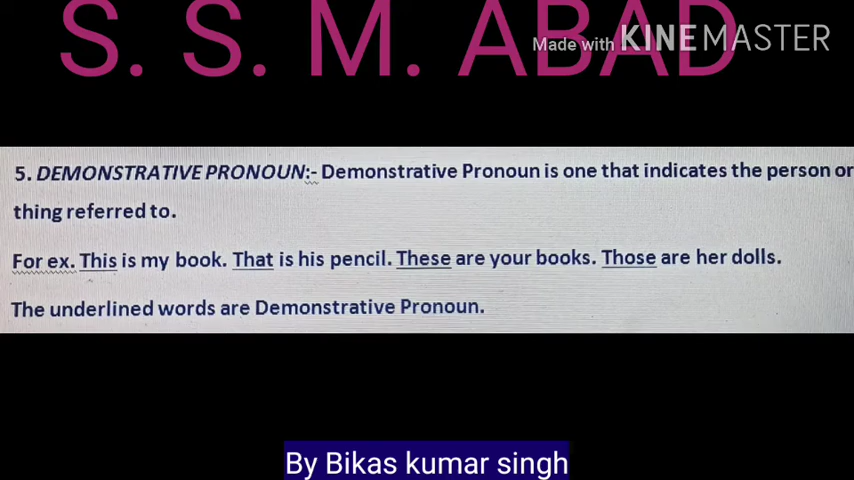 S. S. M. ABAD
Made with KINEMASTER
5. DEMONSTRATIVE PRONOUN:- Demonstrative Pronoun is one that indicates the person or
thing referred to.
For ex. This is my book. That is his pencil. These are your books. Those are her dolls.
The underlined words are Demonstrative Pronoun.
By Bikas kumar singh